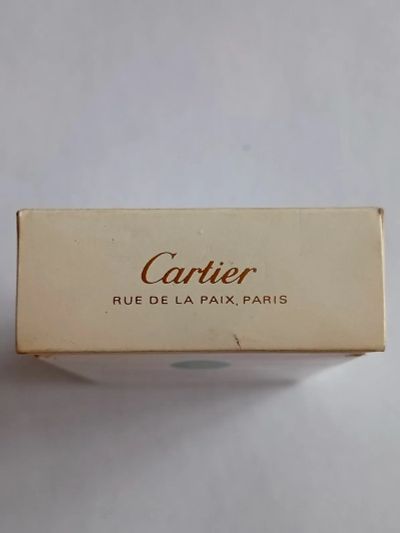 Cartier
RUE DE LA PAIX, PARIS